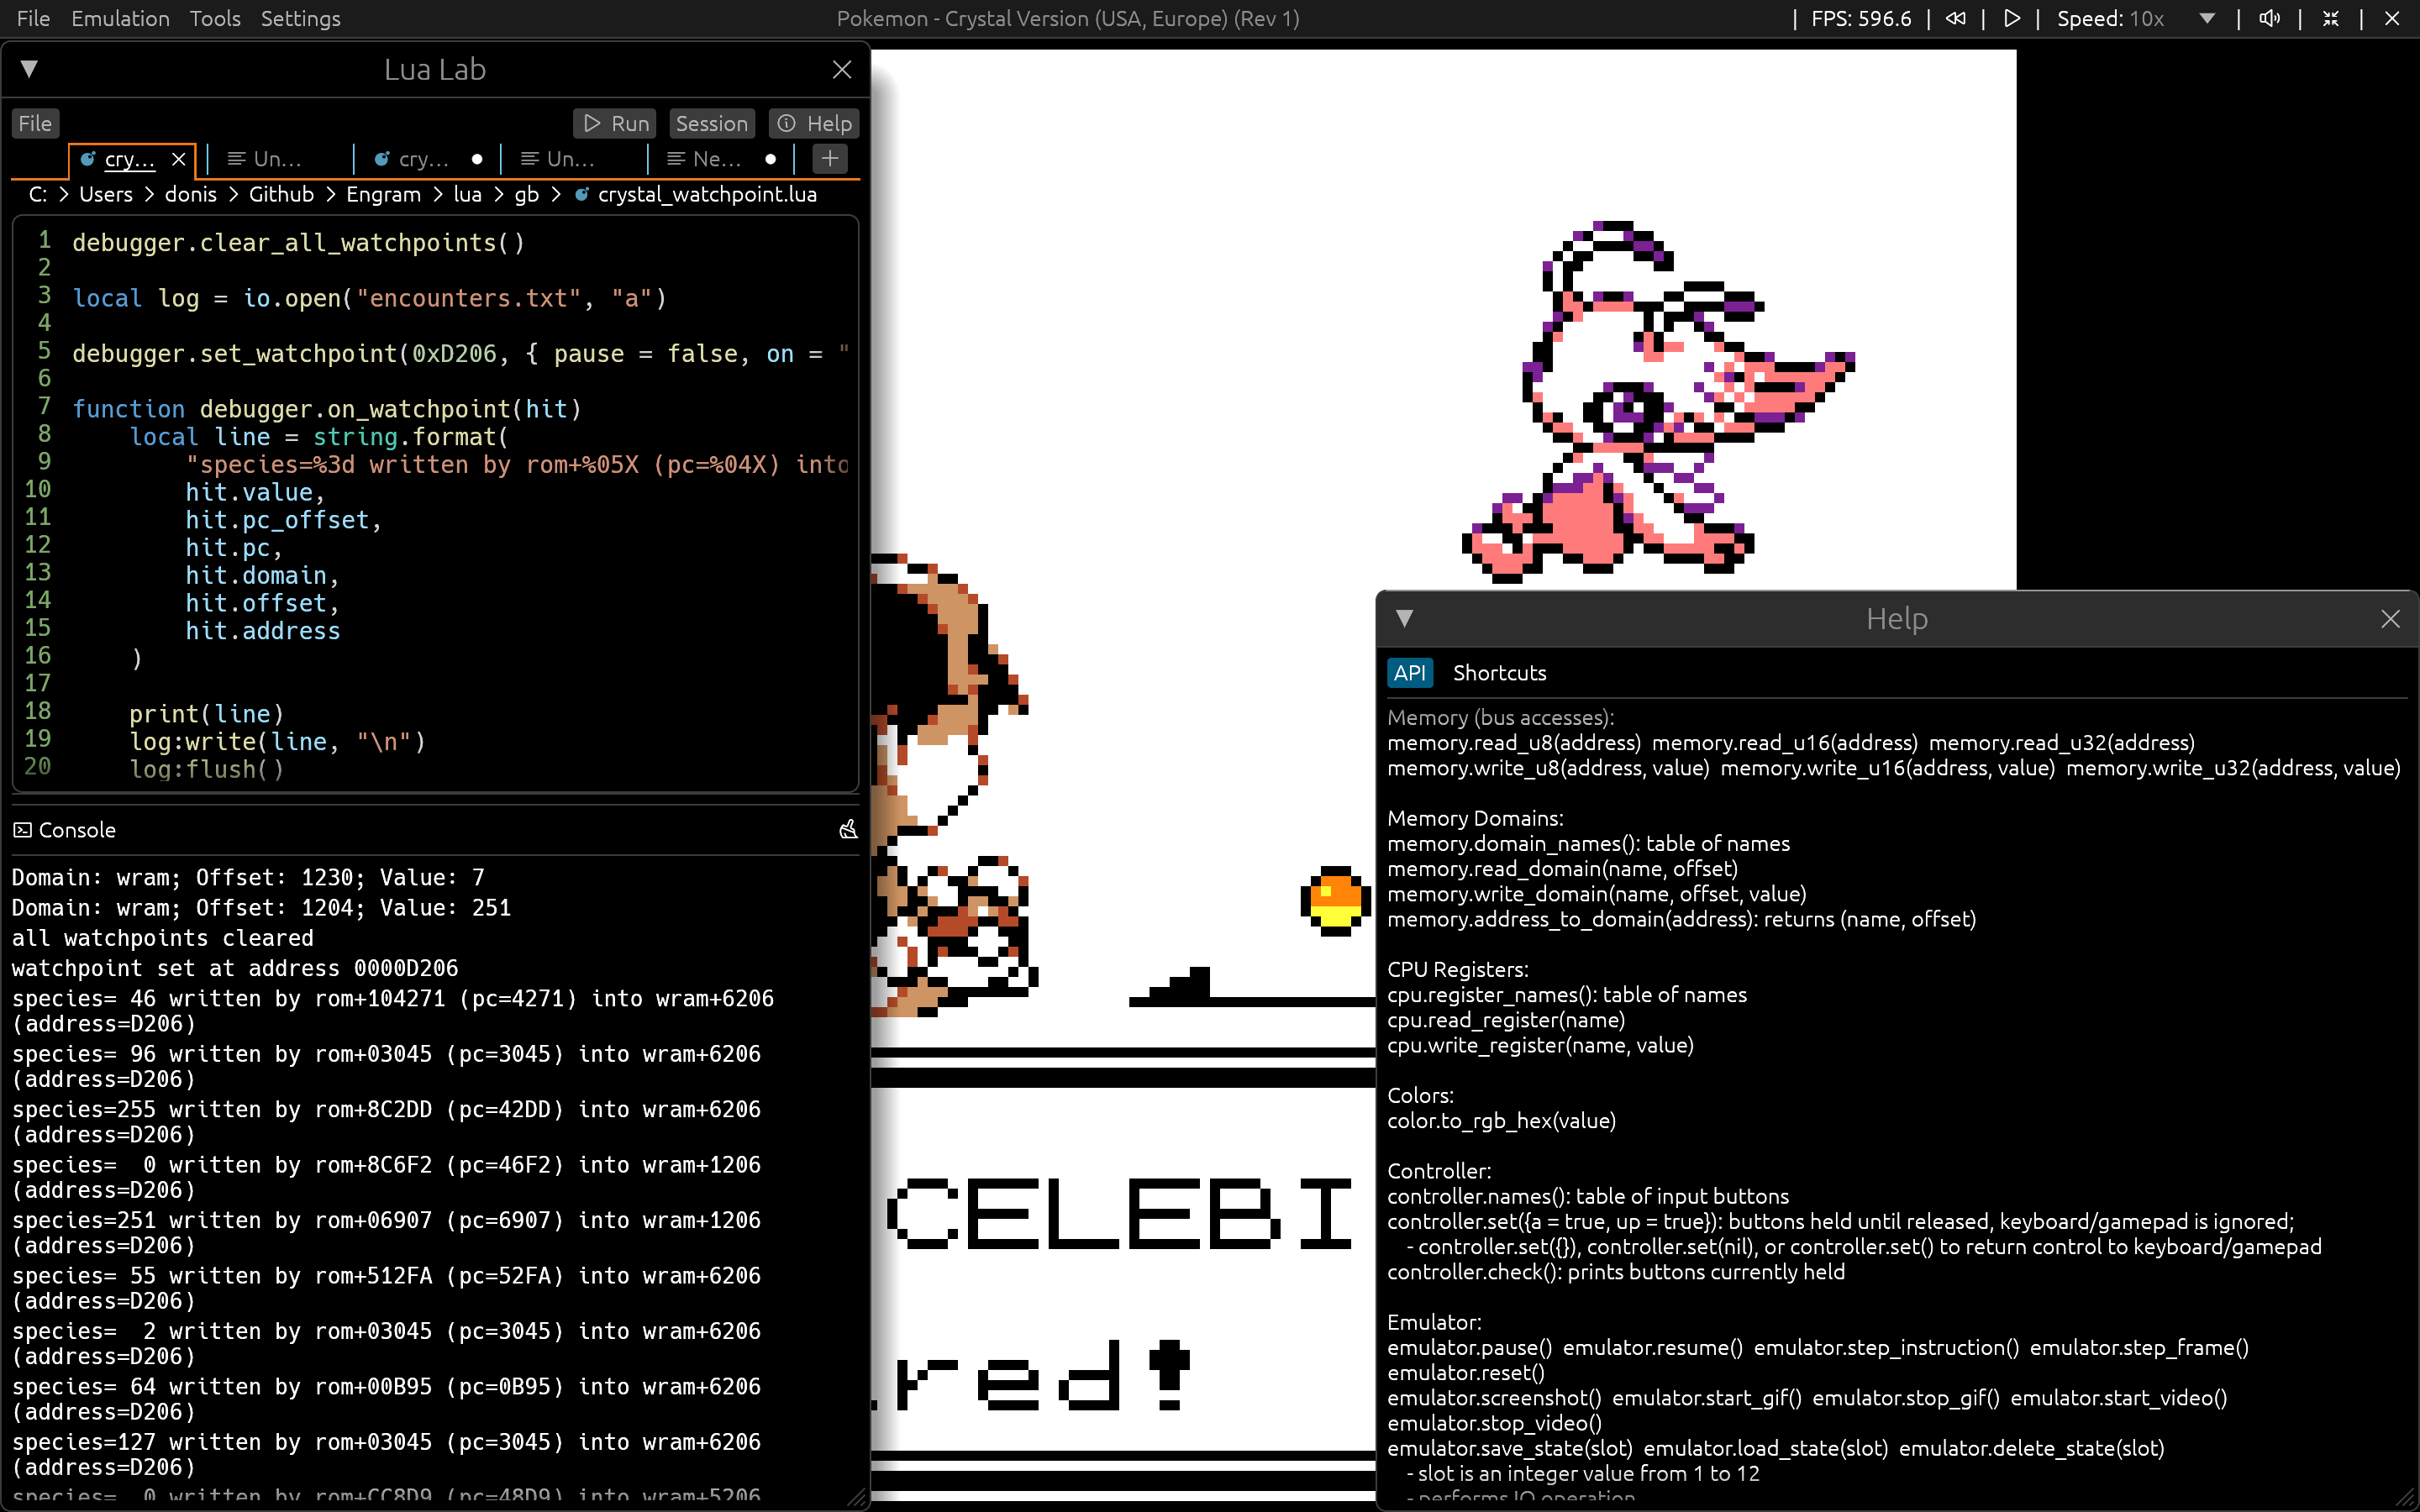 File Emulation Tools Settings
Pokemon - Crystal Version (USA, Europe) (Rev 1)
| FPS: 596.6 | | | Speed: 10x | | |
Lua Lab
File Run Session Help
cry... Un... cry... Un... Ne...
C: > Users > donis > Github > Engram > lua > gb > crystal_watchpoint.lua
1 debugger.clear_all_watchpoints()
2
3 local log = io.open("encounters.txt", "a")
4
5 debugger.set_watchpoint(0xD206, { pause = false, on = "
6
7 function debugger.on_watchpoint(hit)
8 local line = string.format(
9 "species=%3d written by rom+%05X (pc=%04X) into
10 hit.value,
11 hit.pc_offset,
12 hit.pc,
13 hit.domain,
14 hit.offset,
15 hit.address
16 )
17
18 print(line)
19 log:write(line, "\n")
20 log:flush()
Console
Domain: wram; Offset: 1230; Value: 7
Domain: wram; Offset: 1204; Value: 251
all watchpoints cleared
watchpoint set at address 0000D206
species= 46 written by rom+104271 (pc=4271) into wram+6206
(address=D206)
species= 96 written by rom+03045 (pc=3045) into wram+6206
(address=D206)
species=255 written by rom+8C2DD (pc=42DD) into wram+6206
(address=D206)
species=  0 written by rom+8C6F2 (pc=46F2) into wram+1206
(address=D206)
species=251 written by rom+06907 (pc=6907) into wram+1206
(address=D206)
species= 55 written by rom+512FA (pc=52FA) into wram+6206
(address=D206)
species=  2 written by rom+03045 (pc=3045) into wram+6206
(address=D206)
species= 64 written by rom+00B95 (pc=0B95) into wram+6206
(address=D206)
species=127 written by rom+03045 (pc=3045) into wram+6206
(address=D206)
species=  0 written by rom+CC8D9 (pc=48D9) into wram+5206
CELEBI
red!
Help
API Shortcuts
Memory (bus accesses):
memory.read_u8(address) memory.read_u16(address) memory.read_u32(address)
memory.write_u8(address, value) memory.write_u16(address, value) memory.write_u32(address, value)
Memory Domains:
memory.domain_names(): table of names
memory.read_domain(name, offset)
memory.write_domain(name, offset, value)
memory.address_to_domain(address): returns (name, offset)
CPU Registers:
cpu.register_names(): table of names
cpu.read_register(name)
cpu.write_register(name, value)
Colors:
color.to_rgb_hex(value)
Controller:
controller.names(): table of input buttons
controller.set({a = true, up = true}): buttons held until released, keyboard/gamepad is ignored;
- controller.set({}), controller.set(nil), or controller.set() to return control to keyboard/gamepad
controller.check(): prints buttons currently held
Emulator:
emulator.pause() emulator.resume() emulator.step_instruction() emulator.step_frame()
emulator.reset()
emulator.screenshot() emulator.start_gif() emulator.stop_gif() emulator.start_video()
emulator.stop_video()
emulator.save_state(slot) emulator.load_state(slot) emulator.delete_state(slot)
- slot is an integer value from 1 to 12
- performs IO operation